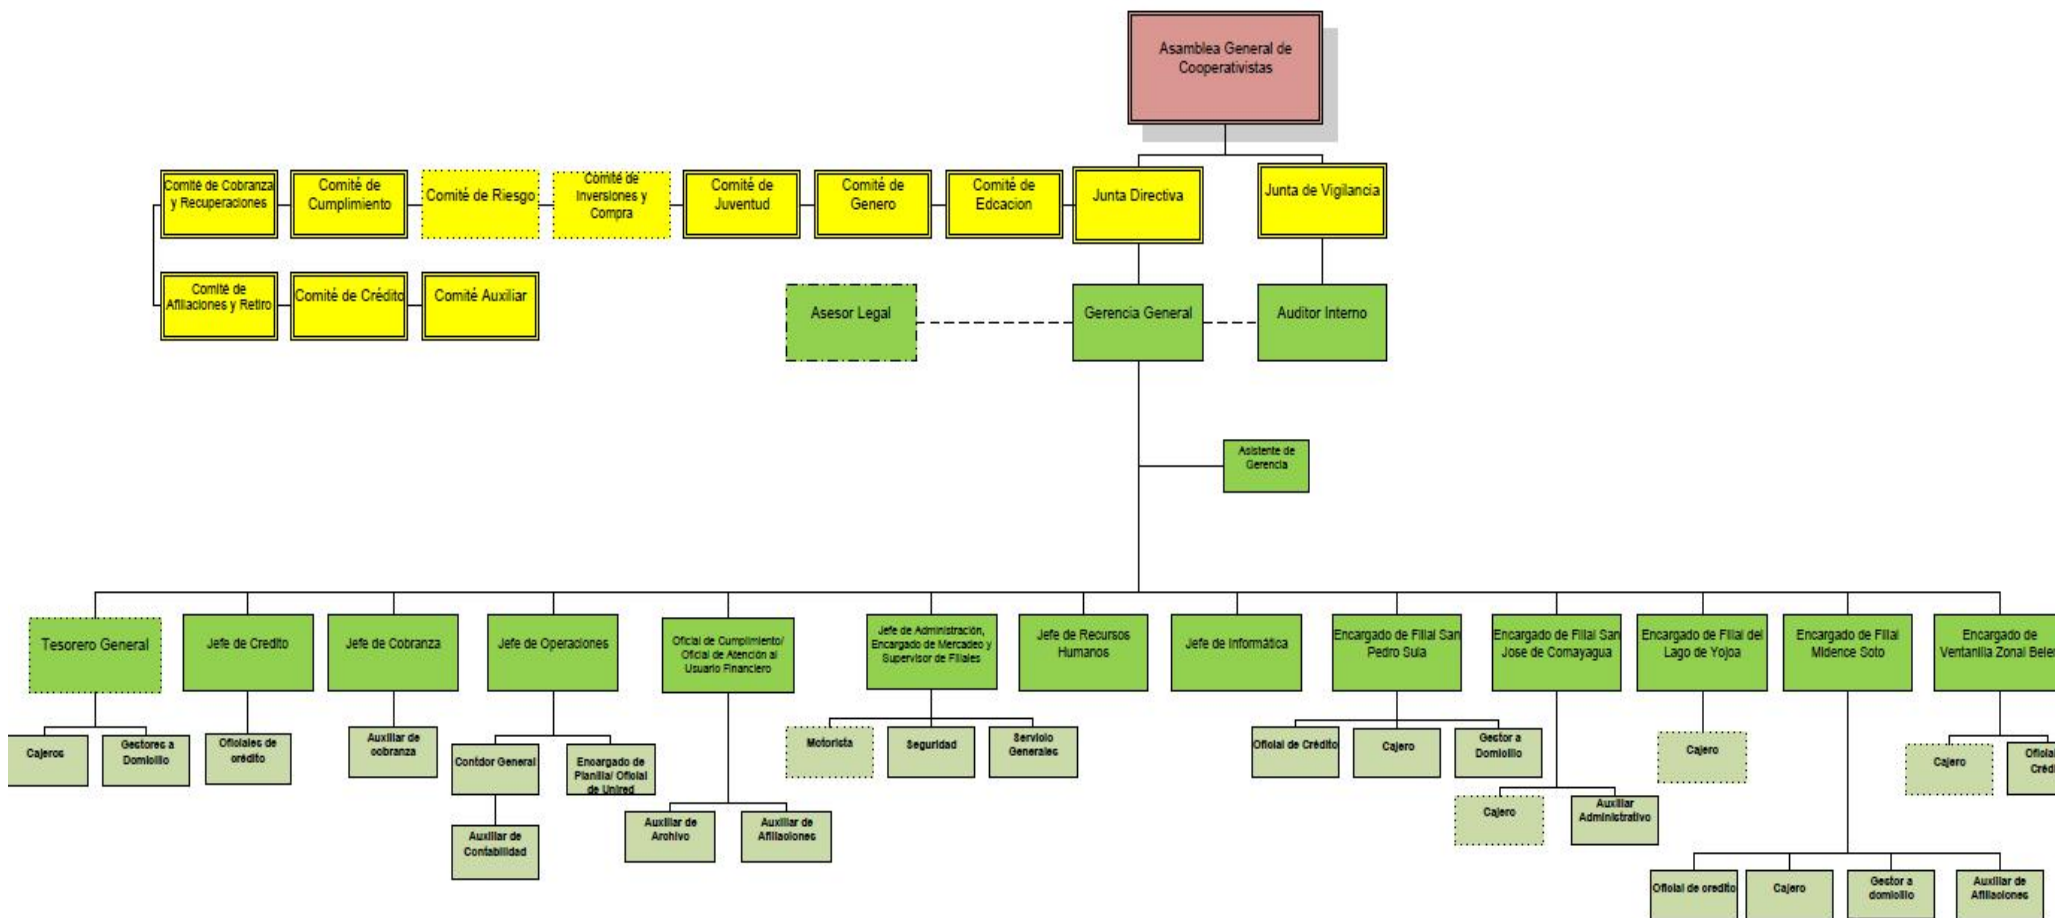 Asamblea General de
Cooperativistas
Comité de Cobranza
y Recuperaciones
Comité de
Cumplimiento
Comité de Riesgo
Comité de
Inversiones y
Compra
Comité de
Juventud
Comité de
Genero
Comité de
Edcacion
Junta Directiva
Junta de Vigilancia
Comité de
Afiliaciones y Retiro
Comité de Crédito
Comité Auxiliar
Asesor Legal
Gerencia General
Auditor Interno
Asistente de
Gerencia
Tesorero General
Jefe de Credito
Jefe de Cobranza
Jefe de Operaciones
Oficial de Cumplimiento/
Oficial de Atención al
Usuario Financiero
Jefe de Administración,
Encargado de Mercadeo y
Supervisor de Filiales
Jefe de Recursos
Humanos
Jefe de Informática
Encargado de Filial San
Pedro Sula
Encargado de Filial San
Jose de Comayagua
Encargado de Filial del
Lago de Yojoa
Encargado de Filial
Midence Soto
Encargado de
Ventanilla Zonal Belen
Cajeros
Gestores a
Domicilio
Oficiales de
crédito
Auxiliar de
cobranza
Contdor General
Encargado de
Planilla/ Oficial
de Unired
Auxiliar de
Contabilidad
Auxiliar de
Archivo
Auxiliar de
Afiliaciones
Motorista
Seguridad
Servicio
Generales
Oficial de Crédito
Cajero
Gestor a
Domicilio
Cajero
Auxiliar
Administrativo
Cajero
Oficial de credito
Cajero
Gestor a
domicilio
Auxiliar de
Afiliaciones
Cajero
Oficial
Crédi